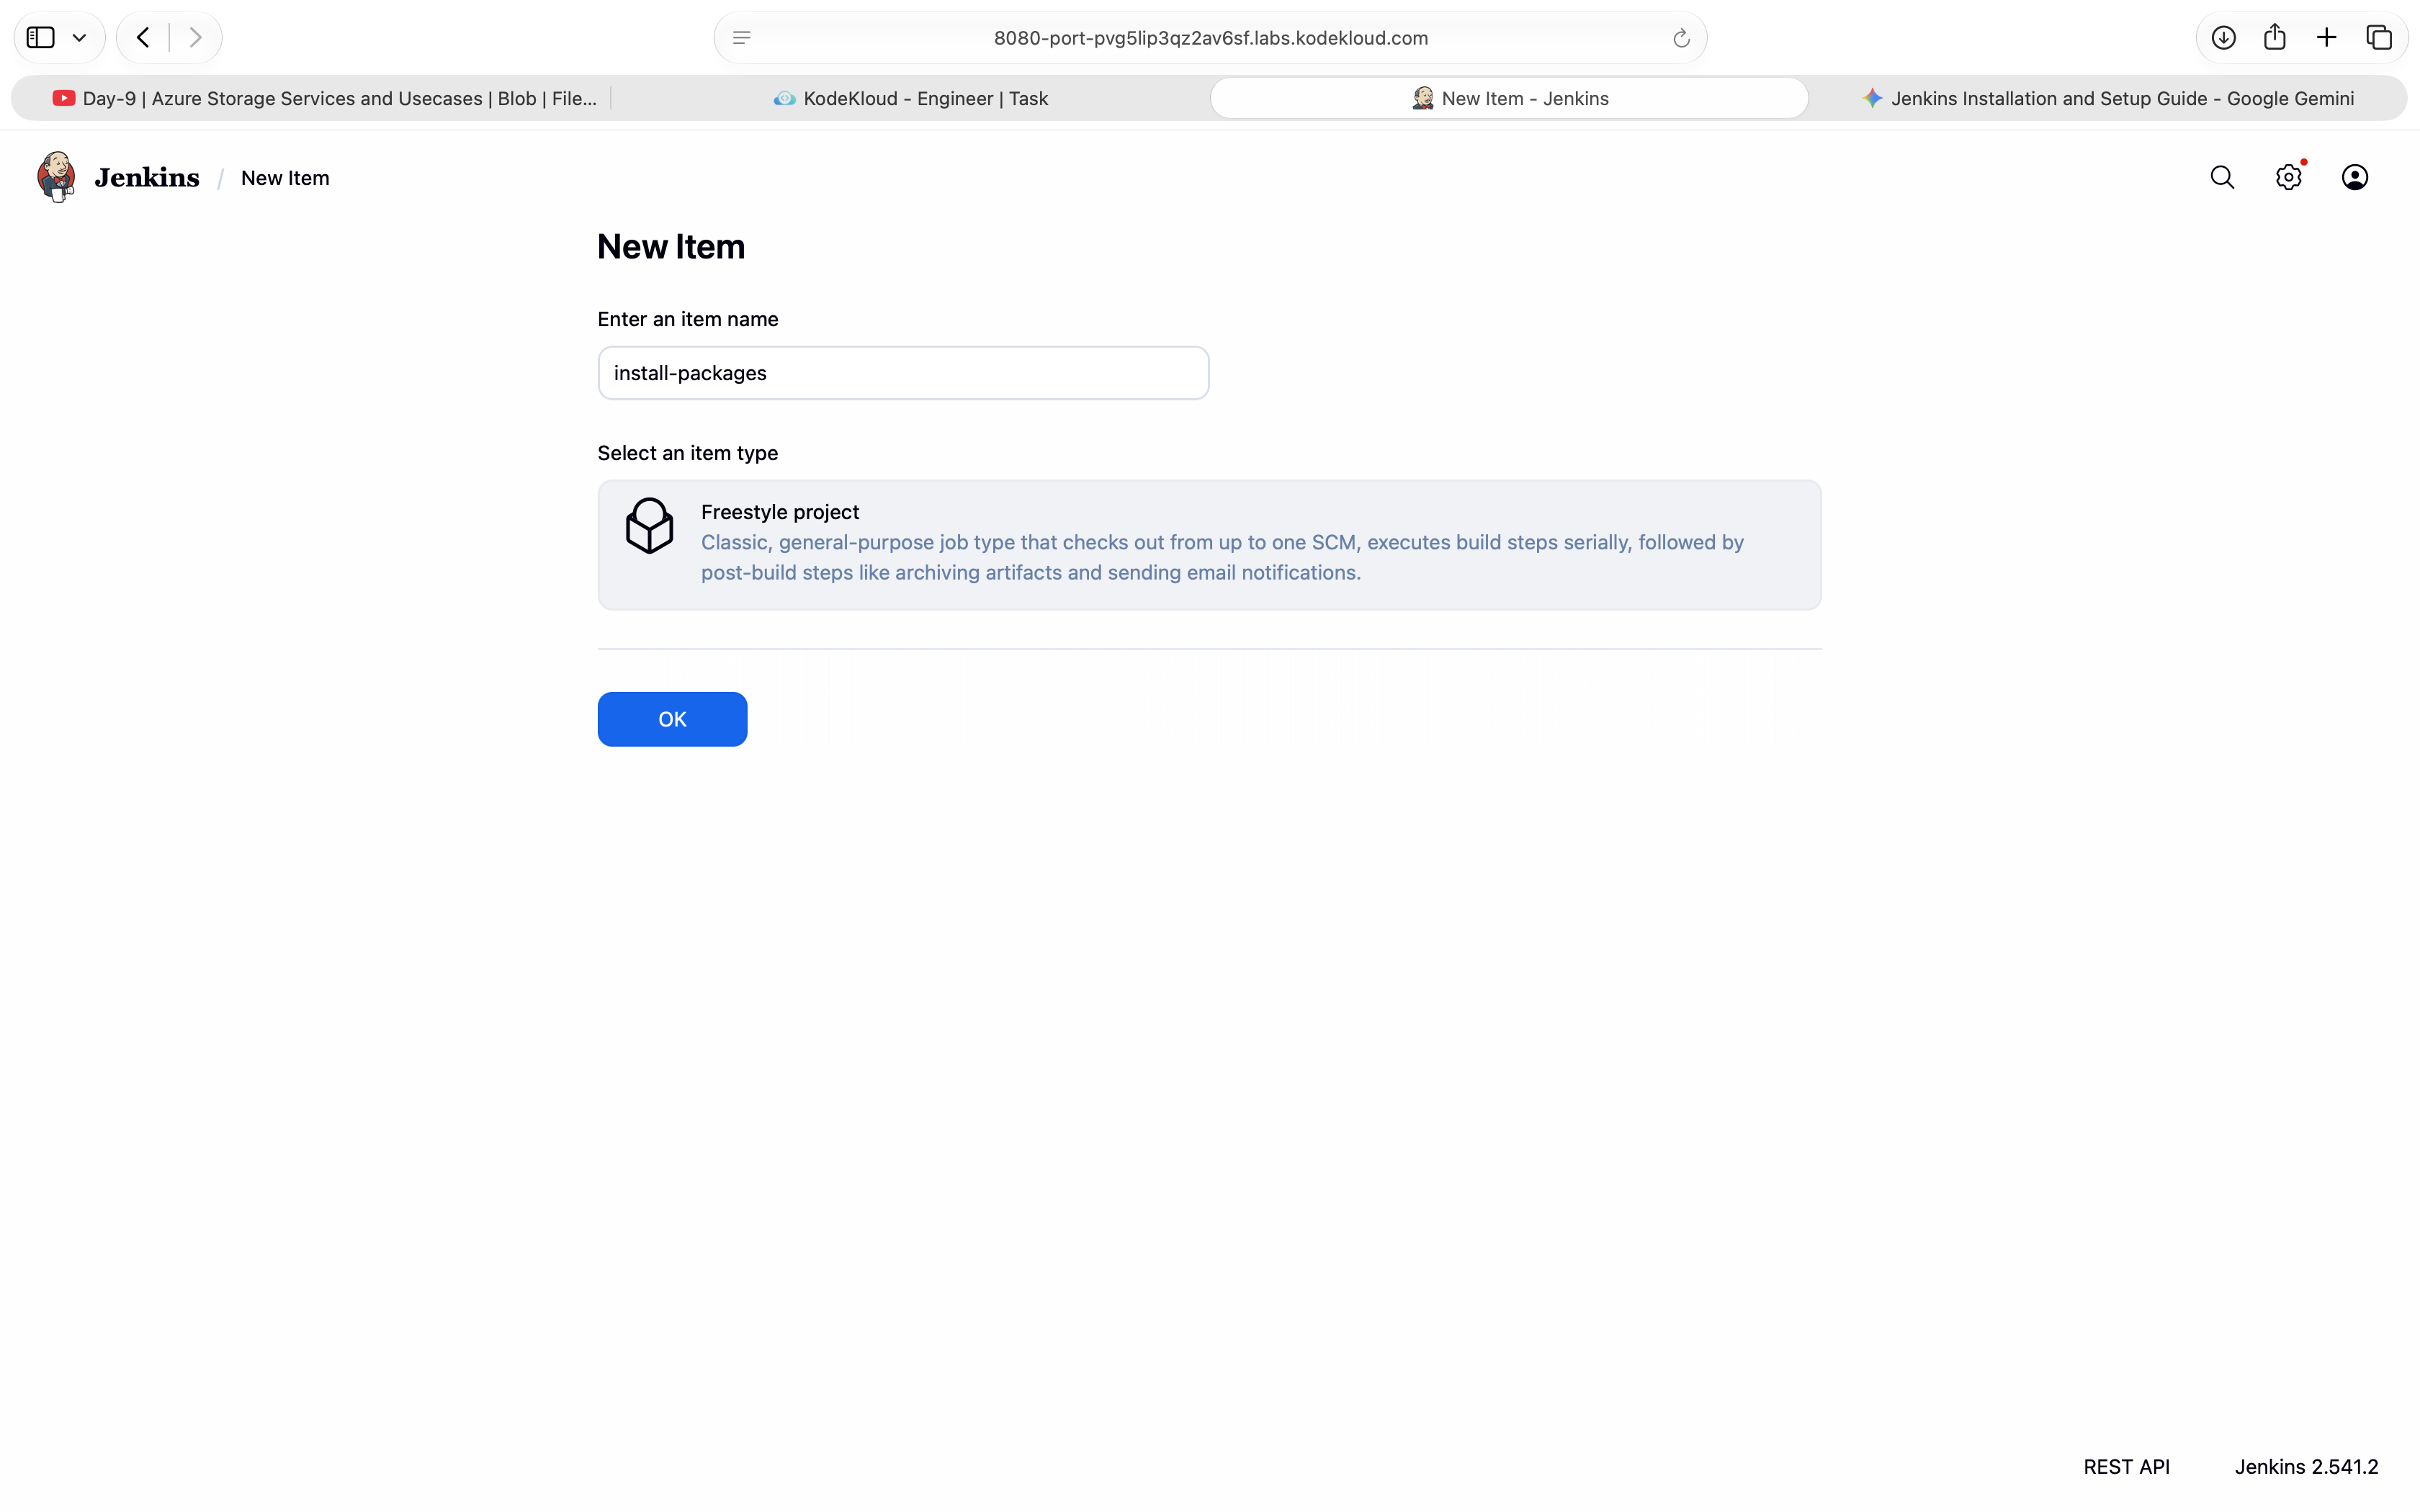 8080-port-pvg5lip3qz2av6sf.labs.kodekloud.com
Day-9 | Azure Storage Services and Usecases | Blob | File...
KodeKloud - Engineer | Task
New Item - Jenkins
Jenkins Installation and Setup Guide - Google Gemini
Jenkins / New Item
New Item
Enter an item name
install-packages
Select an item type
Freestyle project
Classic, general-purpose job type that checks out from up to one SCM, executes build steps serially, followed by
post-build steps like archiving artifacts and sending email notifications.
OK
REST API
Jenkins 2.541.2